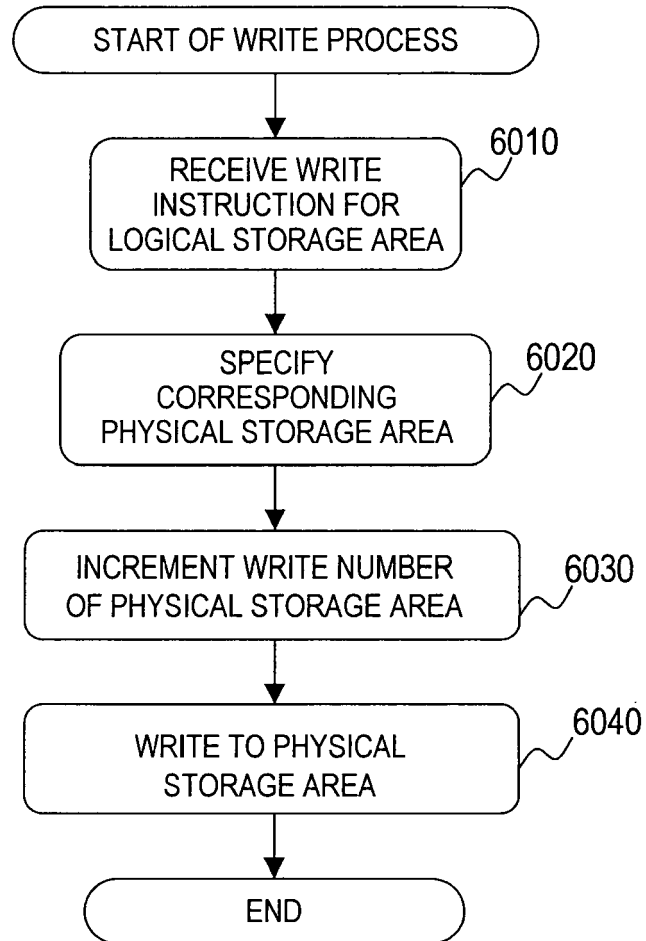 START OF WRITE PROCESS
6010
RECEIVE WRITE
INSTRUCTION FOR
LOGICAL STORAGE AREA
6020
SPECIFY
CORRESPONDING
PHYSICAL STORAGE AREA
6030
INCREMENT WRITE NUMBER
OF PHYSICAL STORAGE AREA
6040
WRITE TO PHYSICAL
STORAGE AREA
END